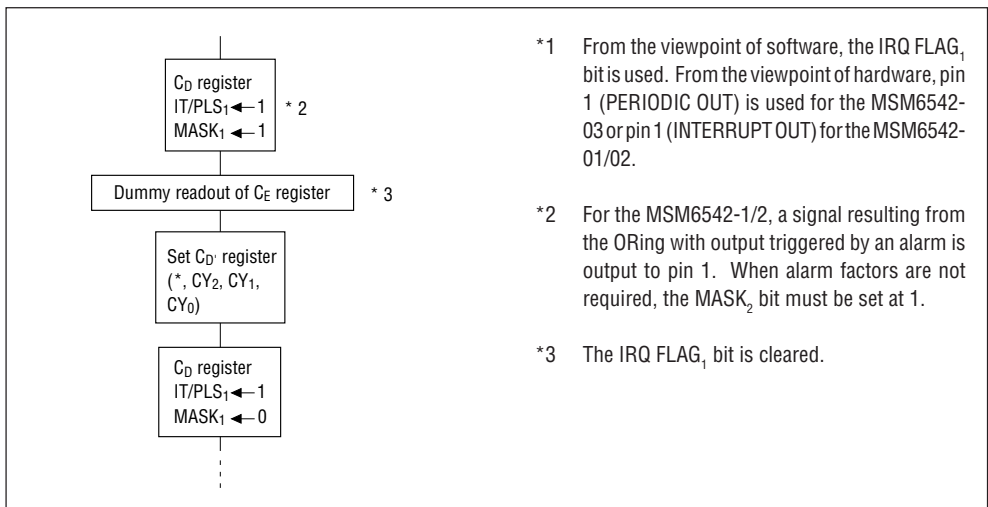 C_D register
IT/PLS₁ ← 1
MASK₁ ← 1
* 2
Dummy readout of C_E register
* 3
Set C_D' register
(*, CY₂, CY₁,
CY₀)
C_D register
IT/PLS₁ ← 1
MASK₁ ← 0
*1 From the viewpoint of software, the IRQ FLAG₁
bit is used. From the viewpoint of hardware, pin
1 (PERIODIC OUT) is used for the MSM6542-
03 or pin 1 (INTERRUPT OUT) for the MSM6542-
01/02.
*2 For the MSM6542-1/2, a signal resulting from
the ORing with output triggered by an alarm is
output to pin 1. When alarm factors are not
required, the MASK₂ bit must be set at 1.
*3 The IRQ FLAG₁ bit is cleared.